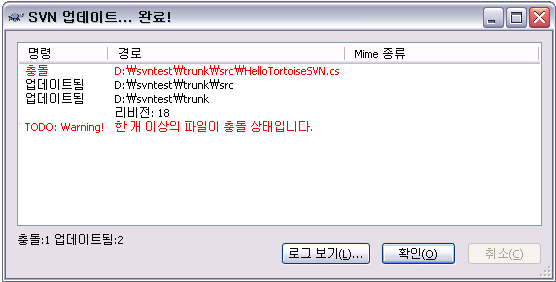 SVN 업데이트... 완료!
명령 경로 Mime 종류
충돌 D:₩svntest₩trunk₩src₩HelloTortoiseSVN.cs
업데이트됨 D:₩svntest₩trunk₩src
업데이트됨 D:₩svntest₩trunk
리비전: 18
TODO: Warning! 한 개 이상의 파일이 충돌 상태입니다.
충돌:1 업데이트됨:2
로그 보기(L)... 확인(O) 취소(C)